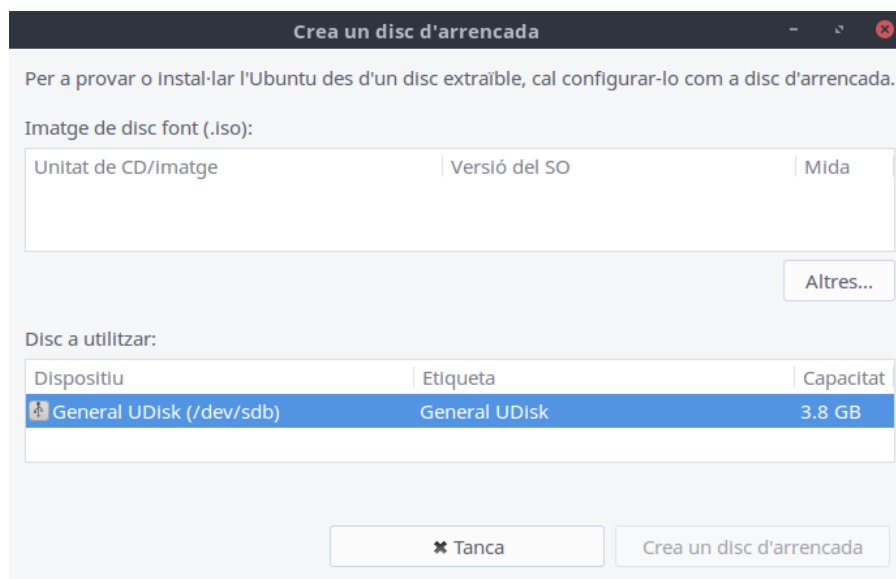 Crea un disc d'arrencada
Per a provar o instal·lar l'Ubuntu des d'un disc extraïble, cal configurar-lo com a disc d'arrencada.
Imatge de disc font (.iso):
Unitat de CD/imatge Versió del SO Mida
Altres...
Disc a utilitzar:
Dispositiu Etiqueta Capacitat
General UDisk (/dev/sdb) General UDisk 3.8 GB
Tanca Crea un disc d'arrencada